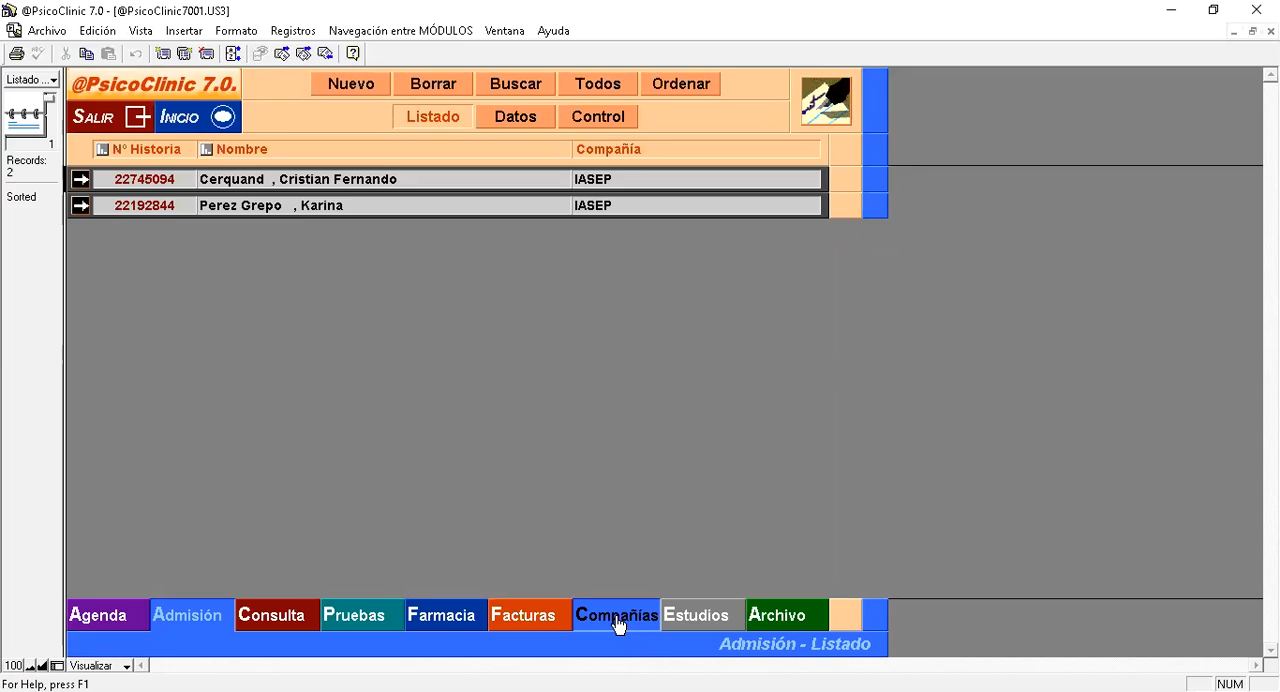 @PsicoClinic 7.0 - [@PsicoClinic7001.US3]
Archivo Edición Vista Insertar Formato Registros Navegación entre MÓDULOS Ventana Ayuda
Listado ...
@PsicoClinic 7.0.
Nuevo Borrar Buscar Todos Ordenar
SALIR INICIO
Listado Datos Control
1
Records:
2
Sorted
Nº Historia Nombre Compañía
22745094 Cerquand , Cristian Fernando IASEP
22192844 Perez Grepo , Karina IASEP
Agenda Admisión Consulta Pruebas Farmacia Facturas Compañías Estudios Archivo
Admisión - Listado
100 Visualizar
For Help, press F1
NUM